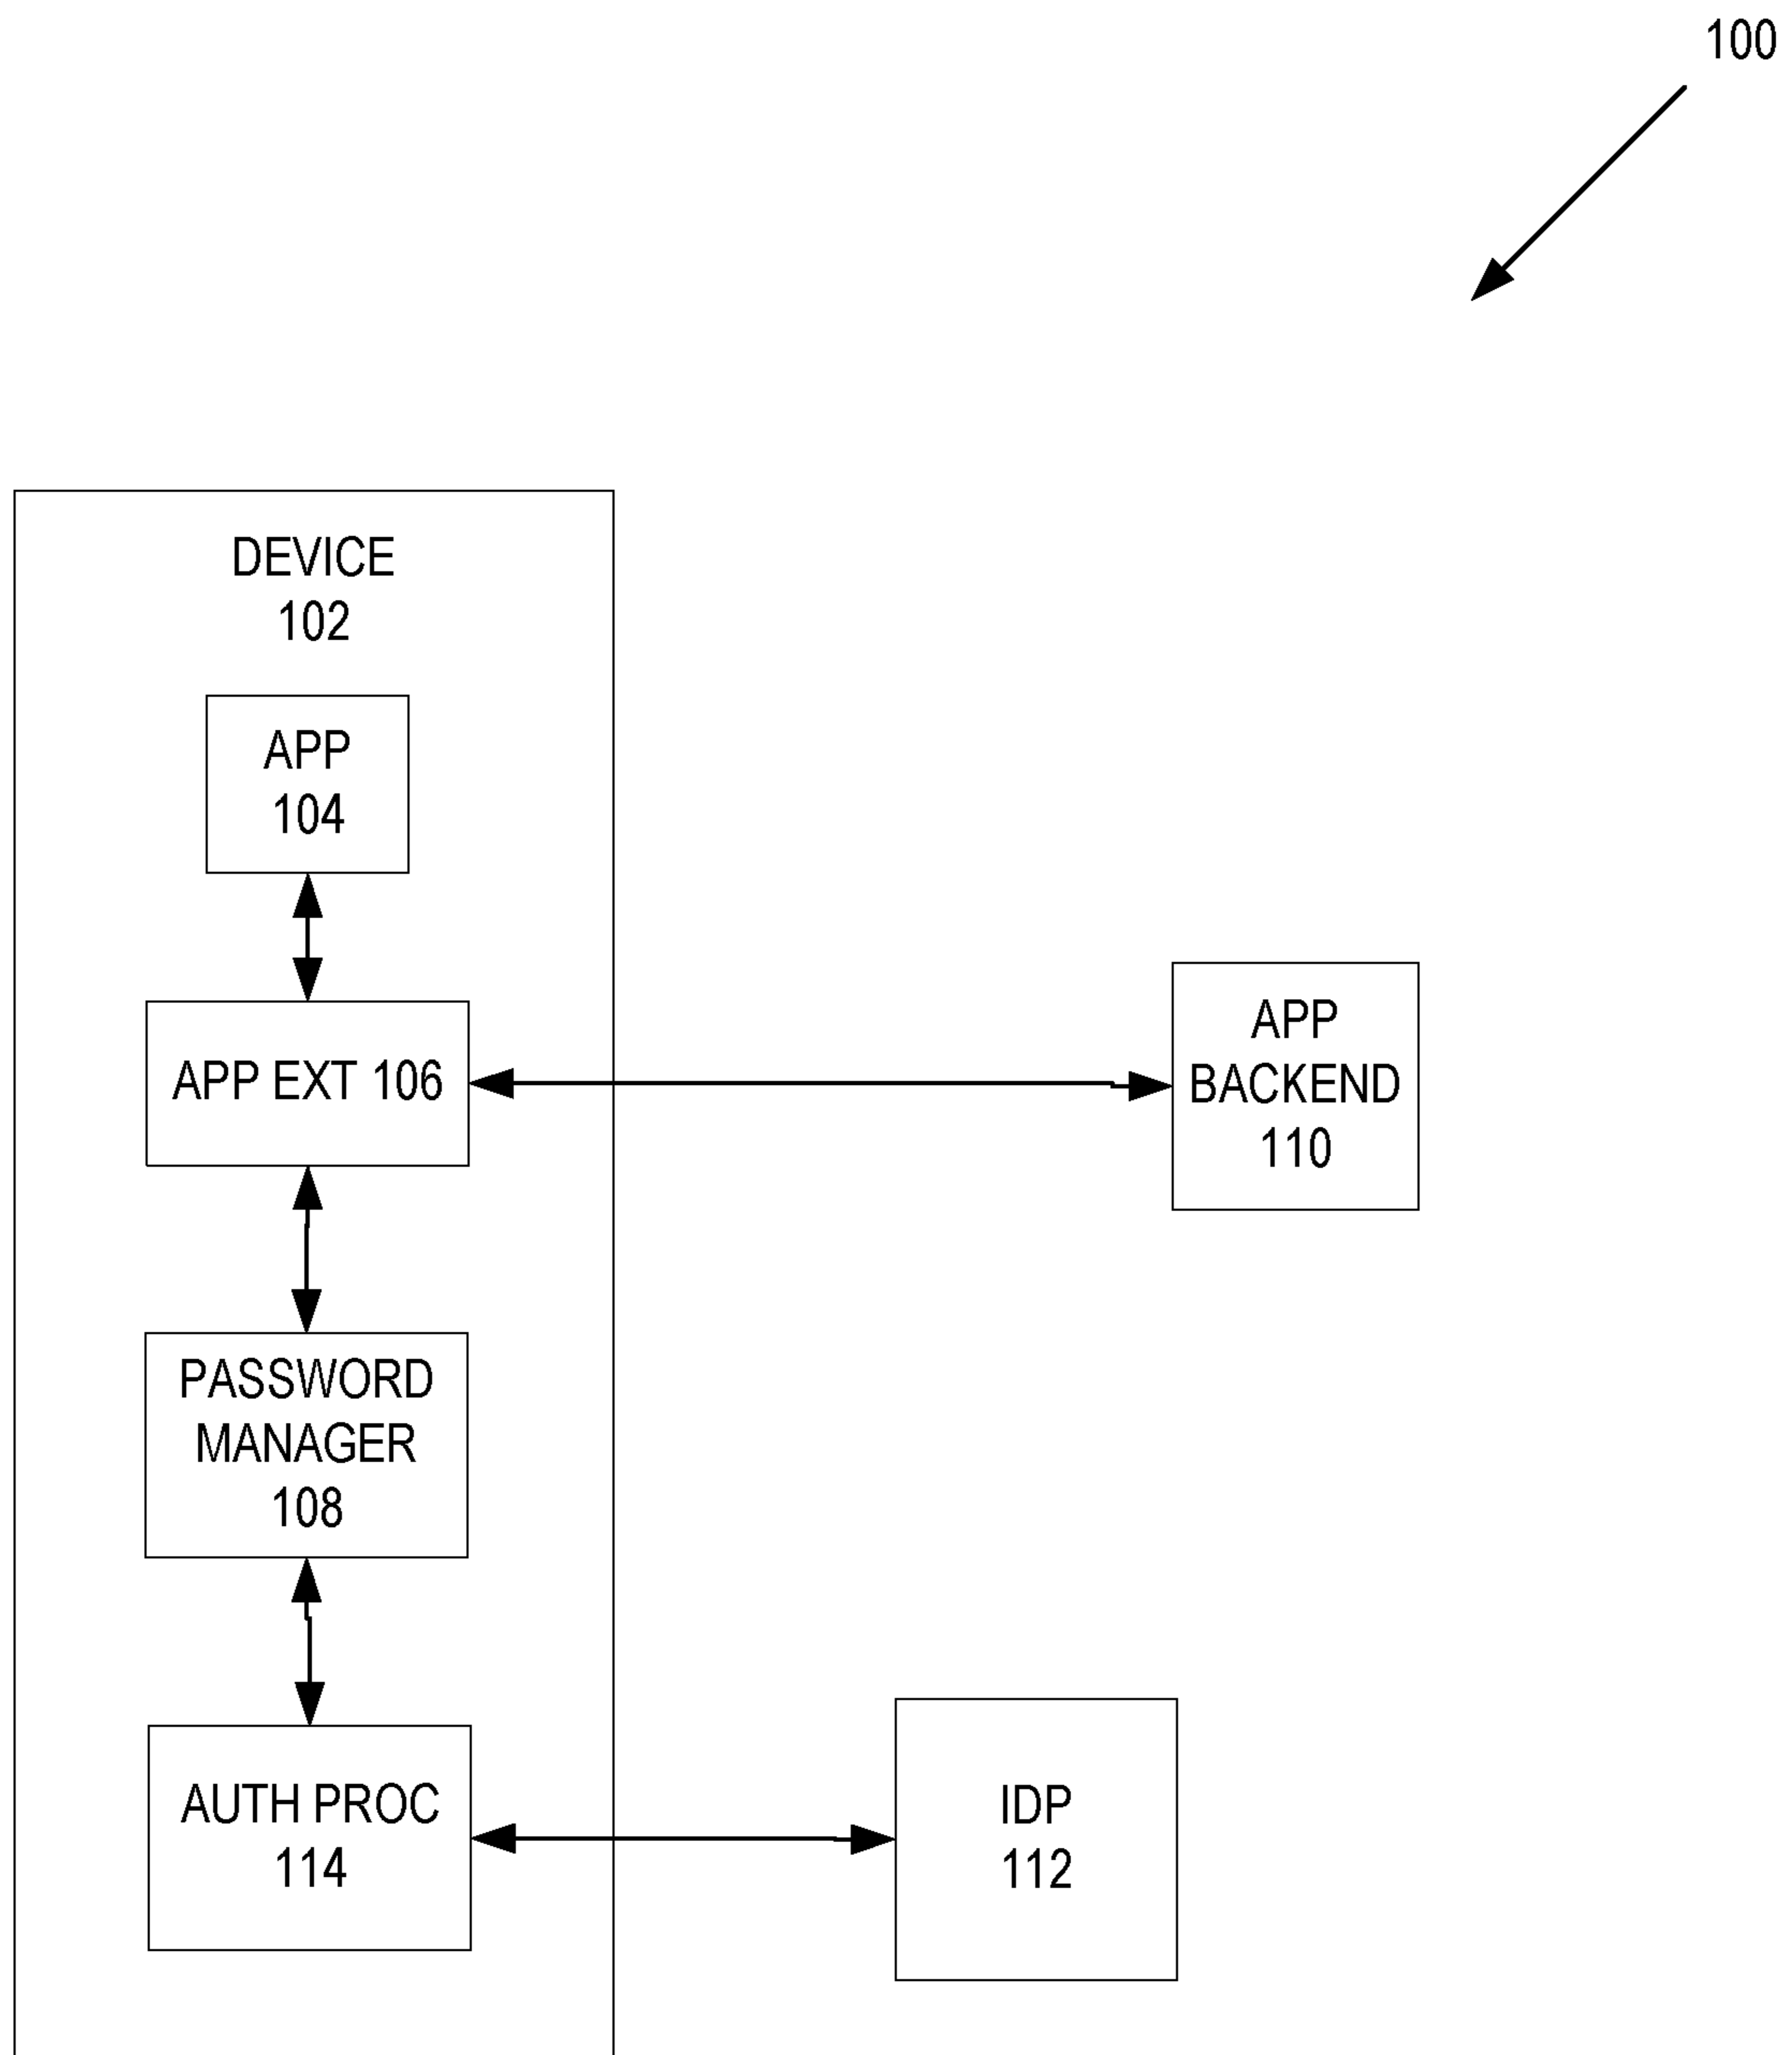 100
DEVICE
102
APP
104
APP EXT 106
APP
BACKEND
110
PASSWORD
MANAGER
108
AUTH PROC
114
IDP
112